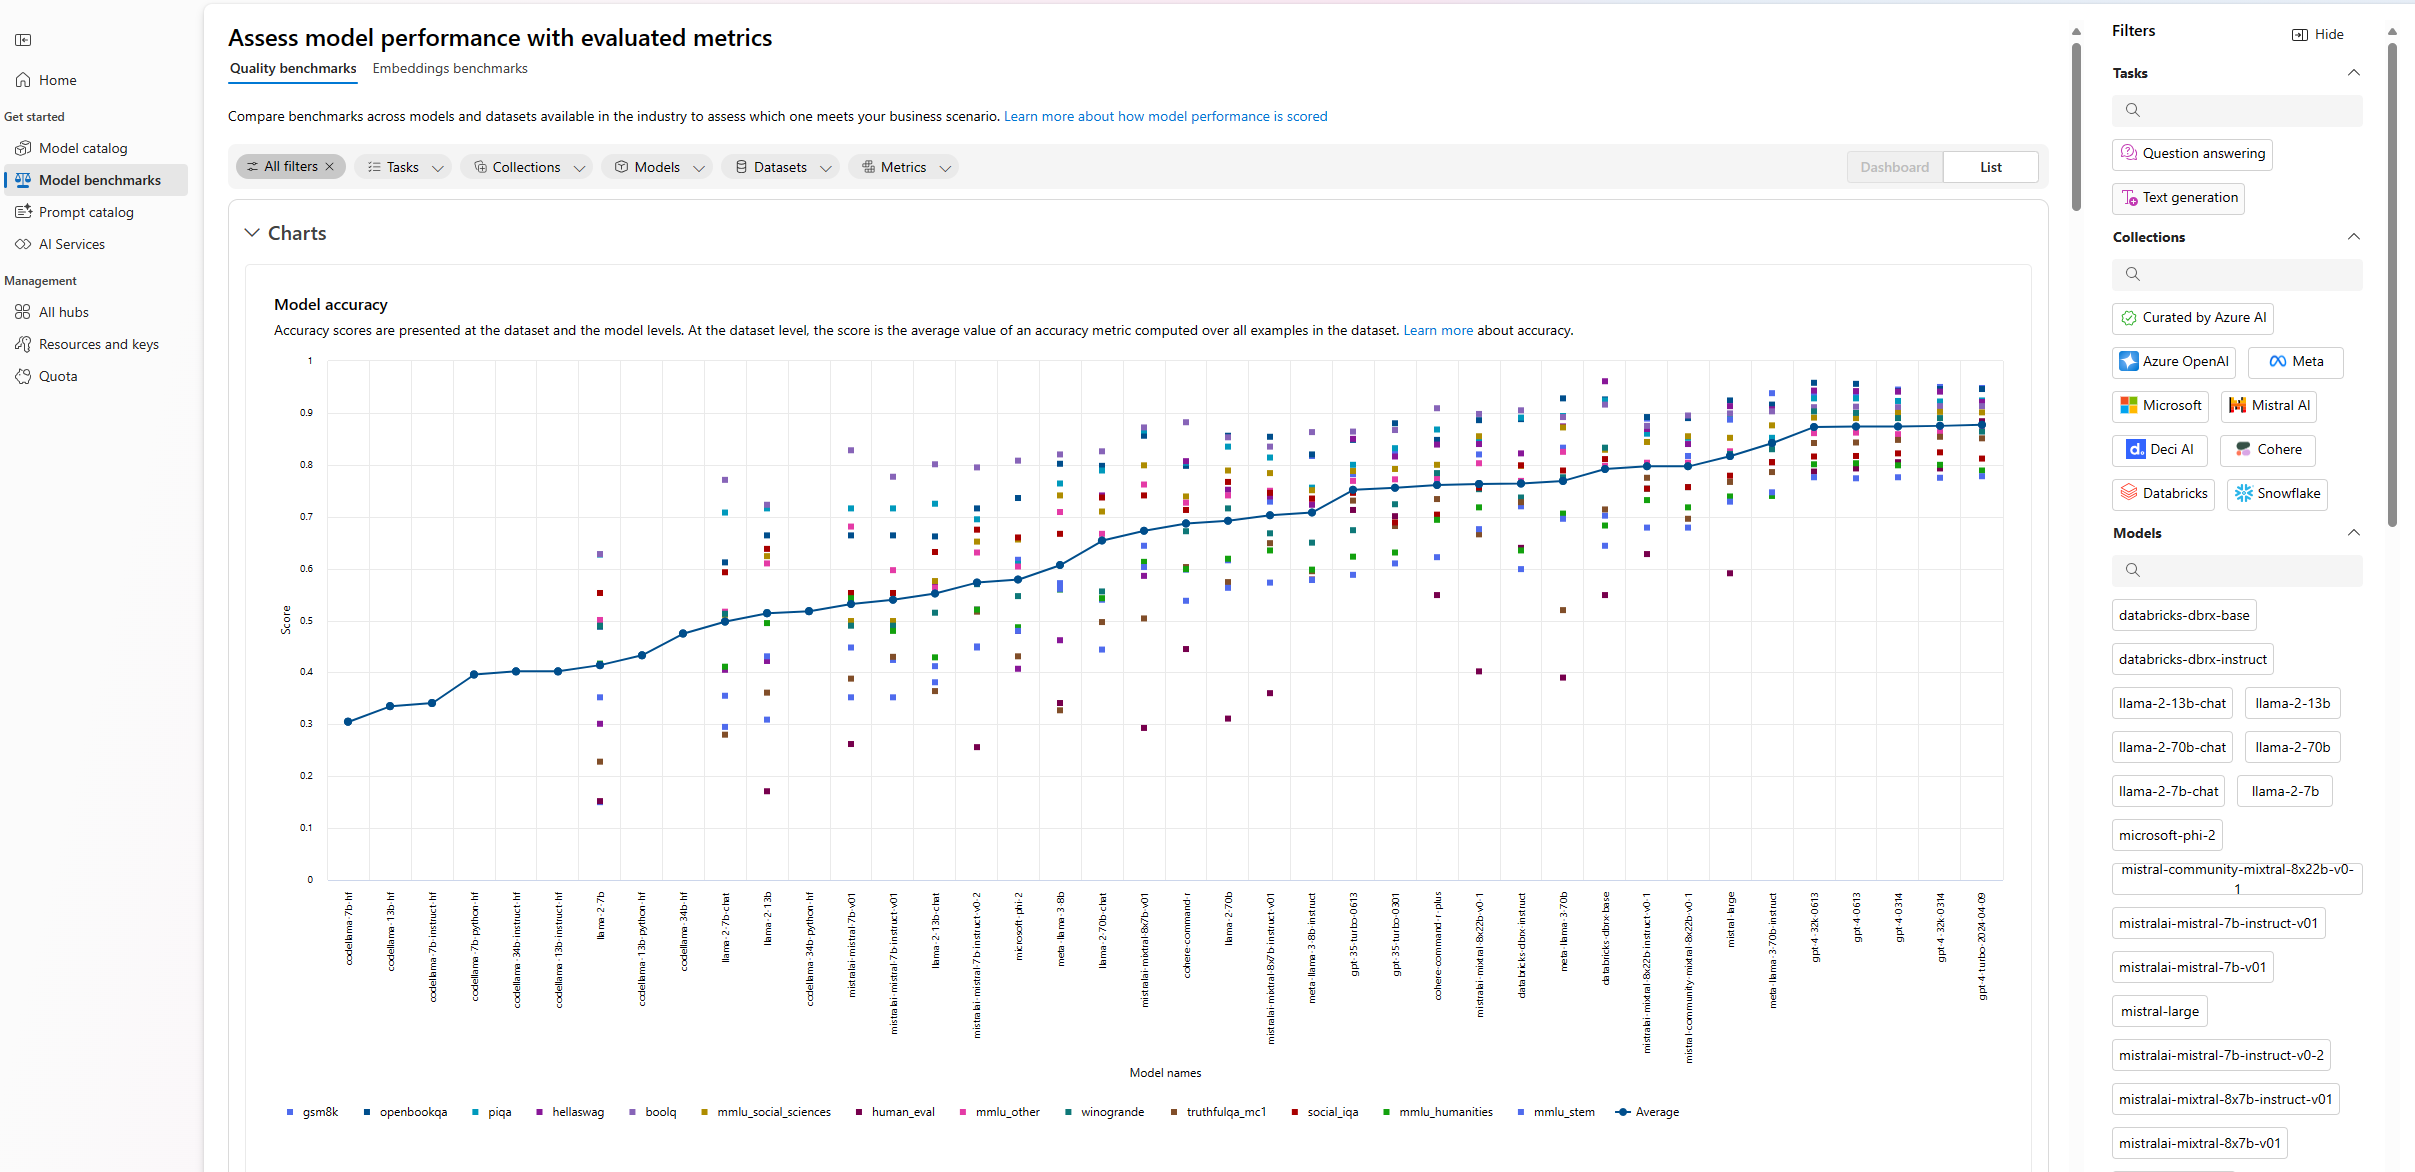 Home
Get started
Model catalog
Model benchmarks
Prompt catalog
AI Services
Management
All hubs
Resources and keys
Quota
Assess model performance with evaluated metrics
Quality benchmarks Embeddings benchmarks
Compare benchmarks across models and datasets available in the industry to assess which one meets your business scenario. Learn more about how model performance is scored
All filters Tasks Collections Models Datasets Metrics Dashboard List
Charts
Model accuracy
Accuracy scores are presented at the dataset and the model levels. At the dataset level, the score is the average value of an accuracy metric computed over all examples in the dataset. Learn more about accuracy.
Score
1
0.9
0.8
0.7
0.6
0.5
0.4
0.3
0.2
0.1
0
codellama-7b-hf
codellama-13b-hf
codellama-7b-instruct-hf
codellama-7b-python-hf
codellama-34b-instruct-hf
codellama-13b-instruct-hf
llama-2-7b
codellama-13b-python-hf
codellama-34b-hf
llama-2-7b-chat
llama-2-13b
codellama-34b-python-hf
mistralai-mistral-7b-v01
mistralai-mistral-7b-instruct-v01
llama-2-13b-chat
mistralai-mistral-7b-instruct-v0-2
microsoft-phi-2
meta-llama-3-8b
llama-2-70b-chat
mistralai-mixtral-8x7b-v01
cohere-command-r
llama-2-70b
mistralai-mixtral-8x7b-instruct-v01
meta-llama-3-8b-instruct
gpt-35-turbo-0613
gpt-35-turbo-0301
cohere-command-r-plus
mistralai-mixtral-8x22b-v0-1
databricks-dbrx-instruct
meta-llama-3-70b
databricks-dbrx-base
mistralai-mixtral-8x22b-instruct-v0-1
mistral-community-mixtral-8x22b-v0-1
mistral-large
meta-llama-3-70b-instruct
gpt-4-32k-0613
gpt-4-0613
gpt-4-0314
gpt-4-32k-0314
gpt-4-turbo-2024-04-09
Model names
gsm8k openbookqa piqa hellaswag boolq mmlu_social_sciences human_eval mmlu_other winogrande truthfulqa_mc1 social_iqa mmlu_humanities mmlu_stem Average
Filters Hide
Tasks
Question answering
Text generation
Collections
Curated by Azure AI
Azure OpenAI Meta
Microsoft Mistral AI
Deci AI Cohere
Databricks Snowflake
Models
databricks-dbrx-base
databricks-dbrx-instruct
llama-2-13b-chat llama-2-13b
llama-2-70b-chat llama-2-70b
llama-2-7b-chat llama-2-7b
microsoft-phi-2
mistral-community-mixtral-8x22b-v0-
1
mistralai-mistral-7b-instruct-v01
mistralai-mistral-7b-v01
mistral-large
mistralai-mistral-7b-instruct-v0-2
mistralai-mixtral-8x7b-instruct-v01
mistralai-mixtral-8x7b-v01